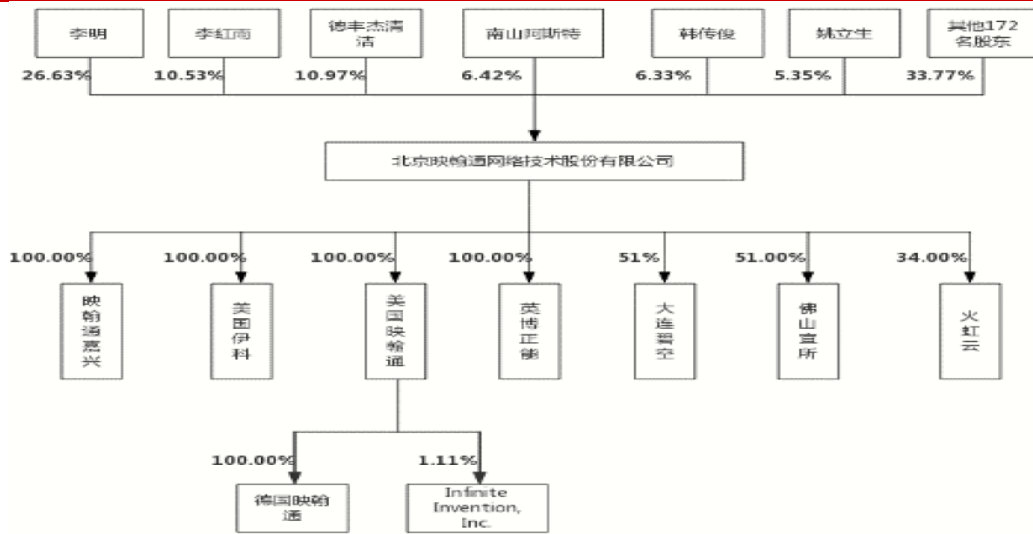 李明
李红雨
德丰杰清
洁
南山阿斯特
韩传俊
姚立生
其他172
名股东
26.63%
10.53%
10.97%
6.42%
6.33%
5.35%
33.77%
北京映翰通网络技术股份有限公司
100.00%
100.00%
100.00%
100.00%
51%
51.00%
34.00%
映翰通嘉兴
美国伊科
美国映翰通
英博正能
大连碧空
佛山宜所
火虹云
100.00%
1.11%
德国映翰
通
Infinite
Invention,
Inc.